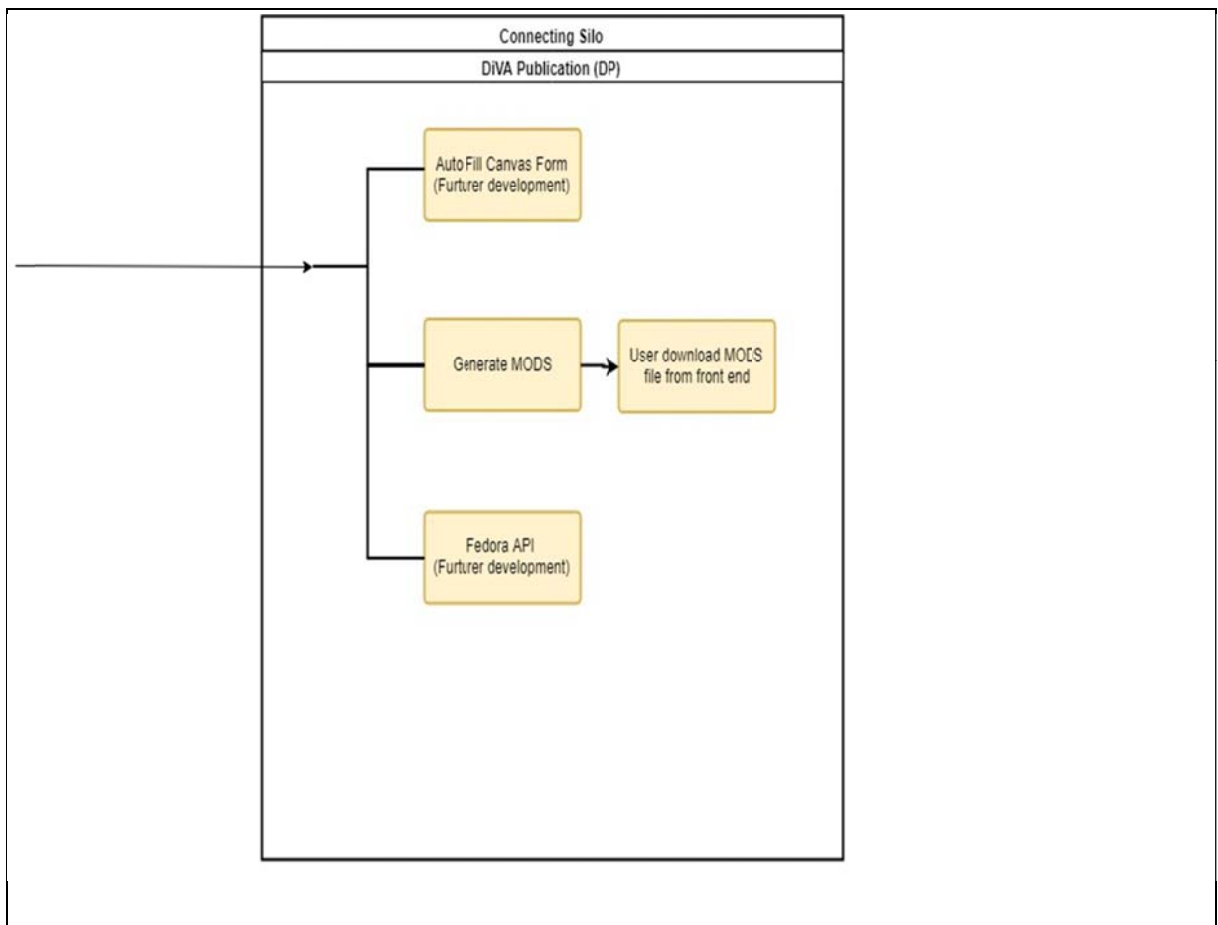 Connecting Silo
DiVA Publication (DP)
AutoFill Canvas Form
(Furturer development)
Generate MODS
User download MODS
file from front end
Fedora API
(Furturer development)